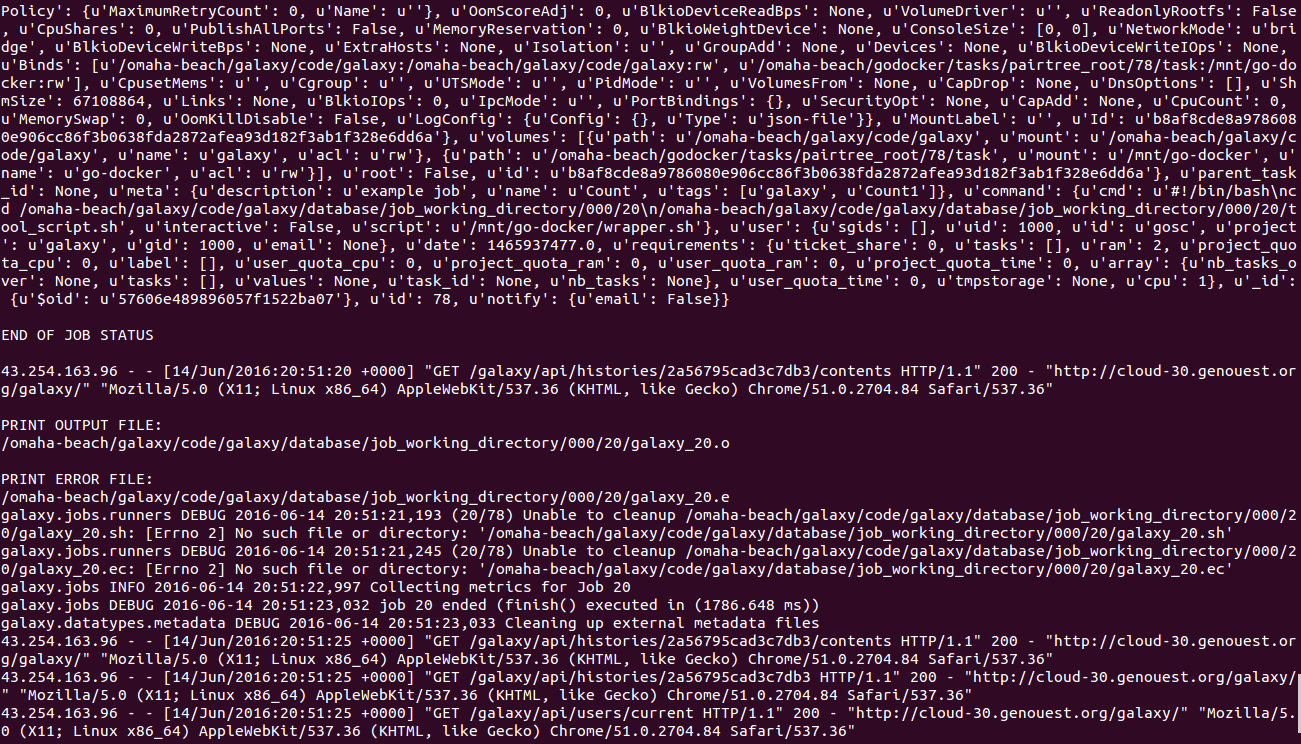 Policy': {u'MaximumRetryCount': 0, u'Name': u''}, u'OomScoreAdj': 0, u'BlkioDeviceReadBps': None, u'VolumeDriver': u'', u'ReadonlyRootfs': False
, u'CpuShares': 0, u'PublishAllPorts': False, u'MemoryReservation': 0, u'BlkioWeightDevice': None, u'ConsoleSize': [0, 0], u'NetworkMode': u'bri
dge', u'BlkioDeviceWriteBps': None, u'ExtraHosts': None, u'Isolation': u'', u'GroupAdd': None, u'Devices': None, u'BlkioDeviceWriteIOps': None,
u'Binds': [u'/omaha-beach/galaxy/code/galaxy:/omaha-beach/galaxy/code/galaxy:rw', u'/omaha-beach/godocker/tasks/pairtree_root/78/task:/mnt/go-do
cker:rw'], u'CpusetMems': u'', u'Cgroup': u'', u'UTSMode': u'', u'PidMode': u'', u'VolumesFrom': None, u'CapDrop': None, u'DnsOptions': [], u'Sh
mSize': 67108864, u'Links': None, u'BlkioIOps': 0, u'IpcMode': u'', u'PortBindings': {}, u'SecurityOpt': None, u'CapAdd': None, u'CpuCount': 0,
u'MemorySwap': 0, u'OomKillDisable': False, u'LogConfig': {u'Config': {}, u'Type': u'json-file'}}, u'MountLabel': u'', u'Id': u'b8af8cde8a978608
0e906cc86f3b0638fda2872afea93d182f3ab1f328e6dd6a'}, u'volumes': [{u'path': u'/omaha-beach/galaxy/code/galaxy', u'mount': u'/omaha-beach/galaxy/c
ode/galaxy', u'name': u'galaxy', u'acl': u'rw'}, {u'path': u'/omaha-beach/godocker/tasks/pairtree_root/78/task', u'mount': u'/mnt/go-docker', u'
name': u'go-docker', u'acl': u'rw'}], u'root': False, u'id': u'b8af8cde8a9786080e906cc86f3b0638fda2872afea93d182f3ab1f328e6dd6a'}, u'parent_task
_id': None, u'meta': {u'description': u'example job', u'name': u'Count', u'tags': [u'galaxy', u'Count1']}, u'command': {u'cmd': u'#!/bin/bash\nc
d /omaha-beach/galaxy/code/galaxy/database/job_working_directory/000/20\n/omaha-beach/galaxy/code/galaxy/database/job_working_directory/000/20/t
ool_script.sh', u'interactive': False, u'script': u'/mnt/go-docker/wrapper.sh'}, u'user': {u'sgids': [], u'uid': 1000, u'id': u'gosc', u'project
': u'galaxy', u'gid': 1000, u'email': None}, u'date': 1465937477.0, u'requirements': {u'ticket_share': 0, u'tasks': [], u'ram': 2, u'project_quo
ta_cpu': 0, u'label': [], u'user_quota_cpu': 0, u'project_quota_ram': 0, u'user_quota_ram': 0, u'project_quota_time': 0, u'array': {u'nb_tasks_o
ver': None, u'tasks': [], u'values': None, u'task_id': None, u'nb_tasks': None}, u'user_quota_time': 0, u'tmpstorage': None, u'cpu': 1}, u'_id':
{u'$oid': u'57606e489896057f1522ba07'}, u'id': 78, u'notify': {u'email': False}}
END OF JOB STATUS
43.254.163.96 - - [14/Jun/2016:20:51:20 +0000] "GET /galaxy/api/histories/2a56795cad3c7db3/contents HTTP/1.1" 200 - "http://cloud-30.genouest.or
g/galaxy/" "Mozilla/5.0 (X11; Linux x86_64) AppleWebKit/537.36 (KHTML, like Gecko) Chrome/51.0.2704.84 Safari/537.36"
PRINT OUTPUT FILE:
/omaha-beach/galaxy/code/galaxy/database/job_working_directory/000/20/galaxy_20.o
PRINT ERROR FILE:
/omaha-beach/galaxy/code/galaxy/database/job_working_directory/000/20/galaxy_20.e
galaxy.jobs.runners DEBUG 2016-06-14 20:51:21,193 (20/78) Unable to cleanup /omaha-beach/galaxy/code/galaxy/database/job_working_directory/000/2
0/galaxy_20.sh: [Errno 2] No such file or directory: '/omaha-beach/galaxy/code/galaxy/database/job_working_directory/000/20/galaxy_20.sh'
galaxy.jobs.runners DEBUG 2016-06-14 20:51:21,245 (20/78) Unable to cleanup /omaha-beach/galaxy/code/galaxy/database/job_working_directory/000/2
0/galaxy_20.ec: [Errno 2] No such file or directory: '/omaha-beach/galaxy/code/galaxy/database/job_working_directory/000/20/galaxy_20.ec'
galaxy.jobs INFO 2016-06-14 20:51:22,997 Collecting metrics for Job 20
galaxy.jobs DEBUG 2016-06-14 20:51:23,032 job 20 ended (finish() executed in (1786.648 ms))
galaxy.datatypes.metadata DEBUG 2016-06-14 20:51:23,033 Cleaning up external metadata files
43.254.163.96 - - [14/Jun/2016:20:51:25 +0000] "GET /galaxy/api/histories/2a56795cad3c7db3/contents HTTP/1.1" 200 - "http://cloud-30.genouest.or
g/galaxy/" "Mozilla/5.0 (X11; Linux x86_64) AppleWebKit/537.36 (KHTML, like Gecko) Chrome/51.0.2704.84 Safari/537.36"
43.254.163.96 - - [14/Jun/2016:20:51:25 +0000] "GET /galaxy/api/histories/2a56795cad3c7db3 HTTP/1.1" 200 - "http://cloud-30.genouest.org/galaxy/
" "Mozilla/5.0 (X11; Linux x86_64) AppleWebKit/537.36 (KHTML, like Gecko) Chrome/51.0.2704.84 Safari/537.36"
43.254.163.96 - - [14/Jun/2016:20:51:25 +0000] "GET /galaxy/api/users/current HTTP/1.1" 200 - "http://cloud-30.genouest.org/galaxy/" "Mozilla/5.
0 (X11; Linux x86_64) AppleWebKit/537.36 (KHTML, like Gecko) Chrome/51.0.2704.84 Safari/537.36"